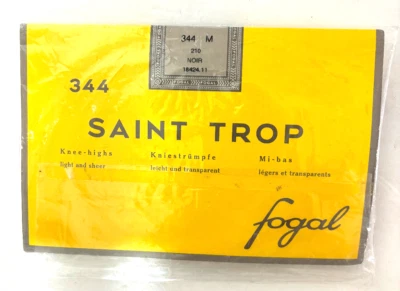 344 M
210
NOIR
16424.11
344
SAINT TROP
Knee-highs Kniestrümpfe Mi-bas
light and sheer leicht und transparent légers et transparents
fogal